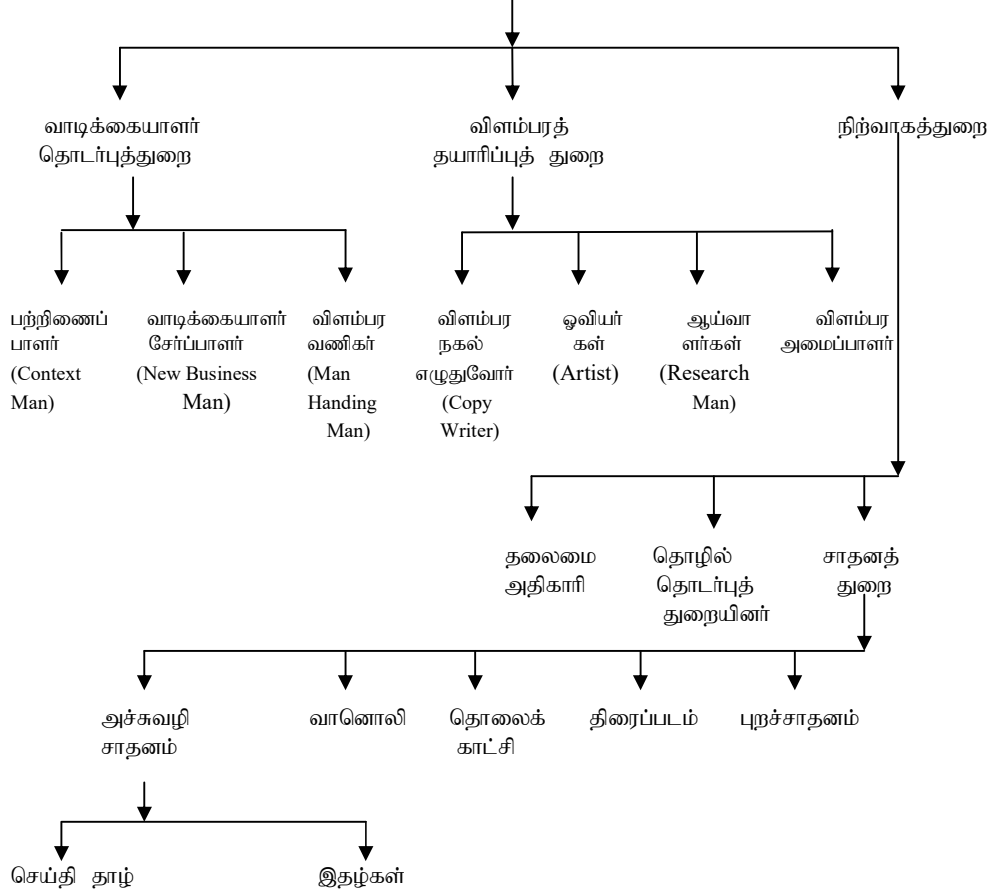 வாடிக்கையாளர்
தொடர்புத்துறை
விளம்பரத்
தயாரிப்புத் துறை
நிற்வாகத்துறை
பற்றிணைப்
பாளர்
(Context
Man)
வாடிக்கையாளர்
சேர்ப்பாளர்
(New Business
Man)
விளம்பர
வணிகர்
(Man
Handing
Man)
விளம்பர
நகல்
எழுதுவோர்
(Copy
Writer)
ஓவியர்
கள்
(Artist)
ஆய்வா
ளர்கள்
(Research
Man)
விளம்பர
அமைப்பாளர்
தலைமை
அதிகாரி
தொழில்
தொடர்புத்
துறையினர்
சாதனத்
துறை
அச்சுவழி
சாதனம்
வானொலி
தொலைக்
காட்சி
திரைப்படம்
புறச்சாதனம்
செய்தி தாழ்
இதழ்கள்